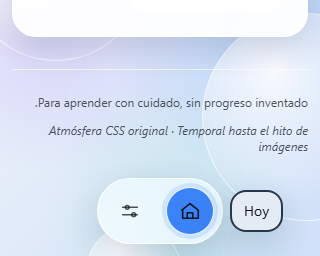 .Para aprender con cuidado, sin progreso inventado
Atmósfera CSS original · Temporal hasta el hito de
imágenes
Hoy